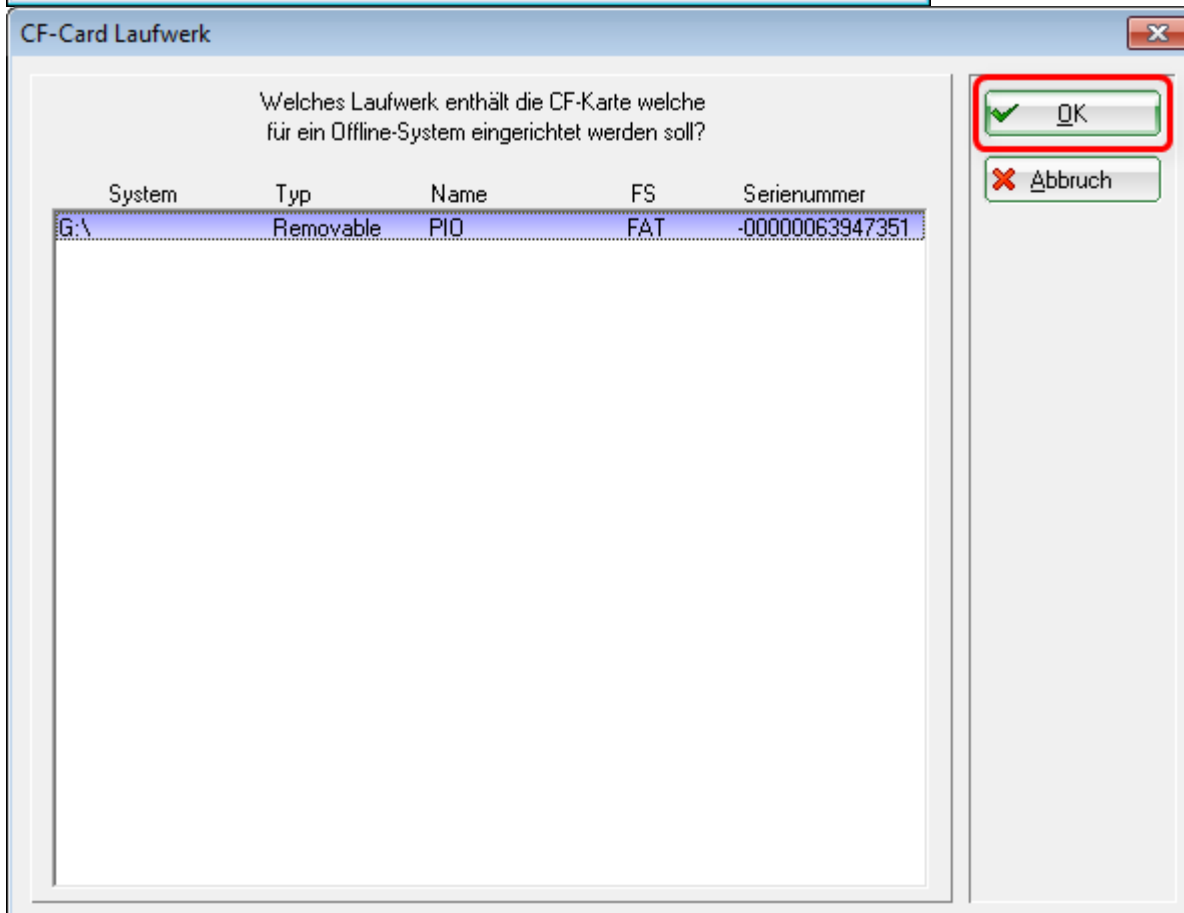 CF-Card Laufwerk
Welches Laufwerk enthält die CF-Karte welche
für ein Offline-System eingerichtet werden soll?
OK
Abbruch
System Typ Name FS Serienummer
G:\ Removable PIO FAT -00000063947351